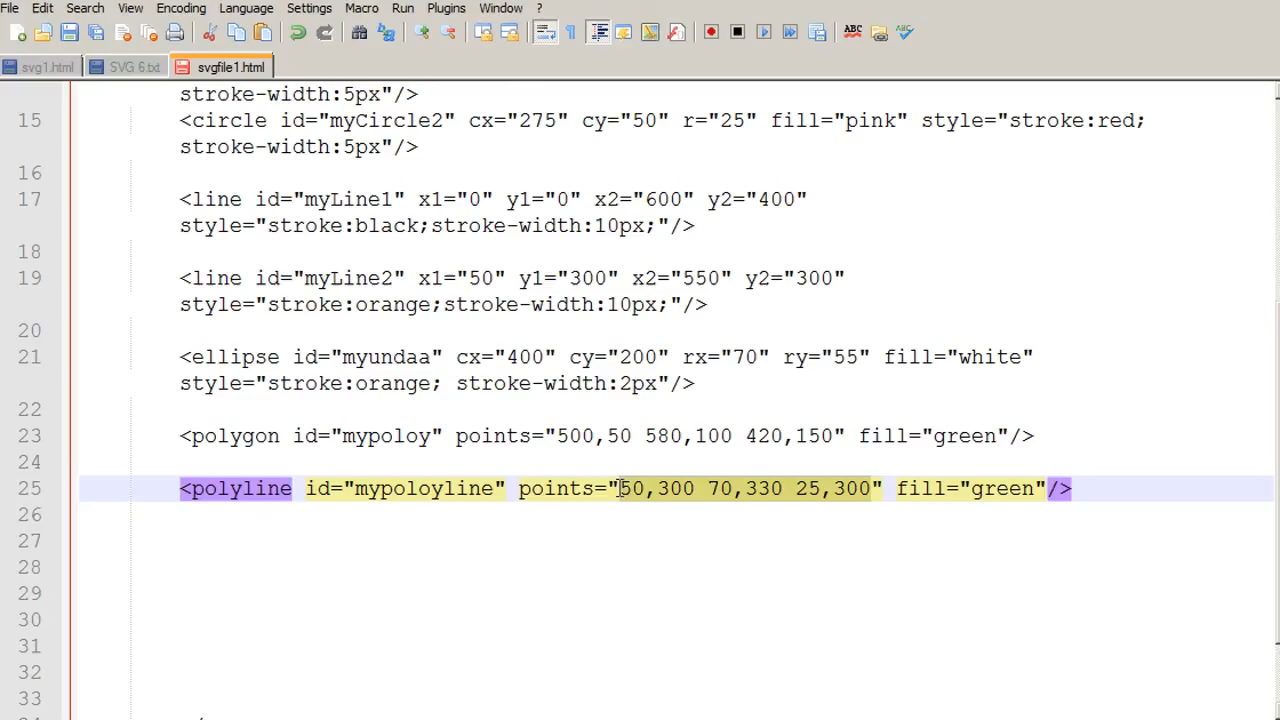 File Edit Search View Encoding Language Settings Macro Run Plugins Window ?
ABC ABC
svg1.html SVG 6.txt svgfile1.html
stroke-width:5px"/>
15 <circle id="myCircle2" cx="275" cy="50" r="25" fill="pink" style="stroke:red;
stroke-width:5px"/>
16
17 <line id="myLine1" x1="0" y1="0" x2="600" y2="400"
style="stroke:black;stroke-width:10px;"/>
18
19 <line id="myLine2" x1="50" y1="300" x2="550" y2="300"
style="stroke:orange;stroke-width:10px;"/>
20
21 <ellipse id="myundaa" cx="400" cy="200" rx="70" ry="55" fill="white"
style="stroke:orange; stroke-width:2px"/>
22
23 <polygon id="mypoloy" points="500,50 580,100 420,150" fill="green"/>
24
25 <polyline id="mypoloyline" points="50,300 70,330 25,300" fill="green"/>
26
27
28
29
30
31
32
33